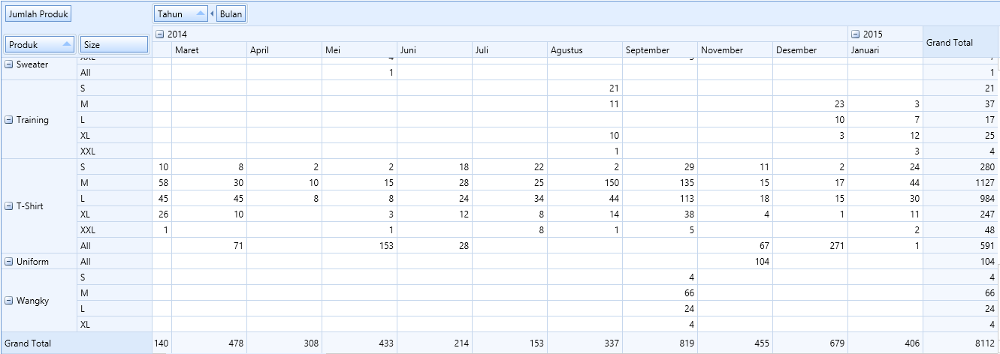 Jumlah Produk Tahun Bulan
2014 2015
Produk Size Grand Total
Maret April Mei Juni Juli Agustus September November Desember Januari
Sweater
All 1 1
S 21 21
M 11 23 3 37
Training L 10 7 17
XL 10 3 12 25
XXL 1 3 4
S 10 8 2 2 18 22 2 29 11 2 24 280
M 58 30 10 15 28 25 150 135 15 17 44 1127
T-Shirt L 45 45 8 8 24 34 44 113 18 15 30 984
XL 26 10 3 12 8 14 38 4 1 11 247
XXL 1 1 8 1 5 2 48
All 71 153 28 67 271 1 591
Uniform All 104 104
S 4 4
M 66 66
Wangky L 24 24
XL 4 4
Grand Total 140 478 308 433 214 153 337 819 455 679 406 8112